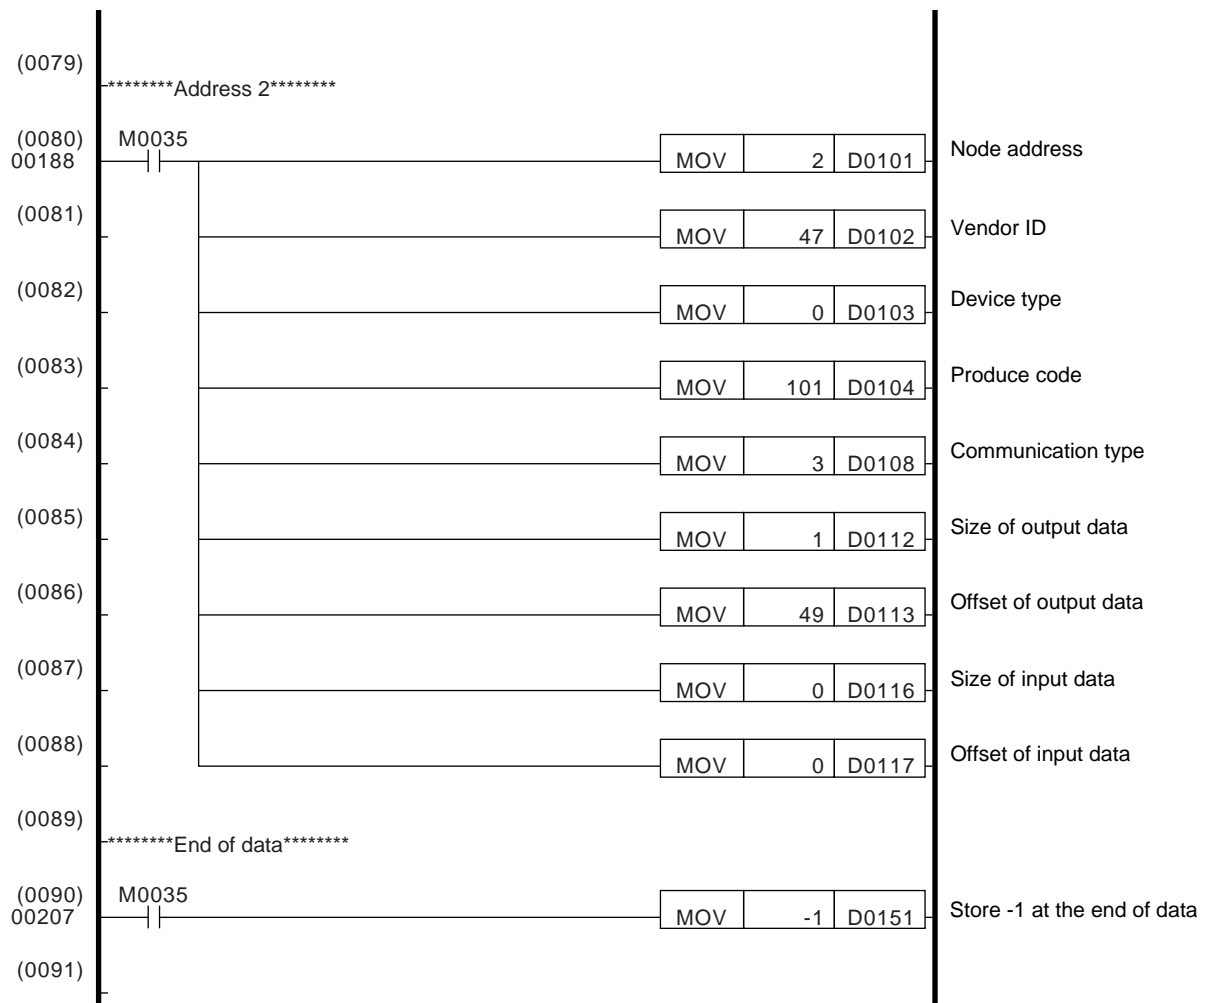 (0079)
********Address 2********
(0080) M0035
00188 MOV 2 D0101 Node address
(0081)
MOV 47 D0102 Vendor ID
(0082)
MOV 0 D0103 Device type
(0083)
MOV 101 D0104 Produce code
(0084)
MOV 3 D0108 Communication type
(0085)
MOV 1 D0112 Size of output data
(0086)
MOV 49 D0113 Offset of output data
(0087)
MOV 0 D0116 Size of input data
(0088)
MOV 0 D0117 Offset of input data
(0089)
********End of data********
(0090) M0035
00207 MOV -1 D0151 Store -1 at the end of data
(0091)